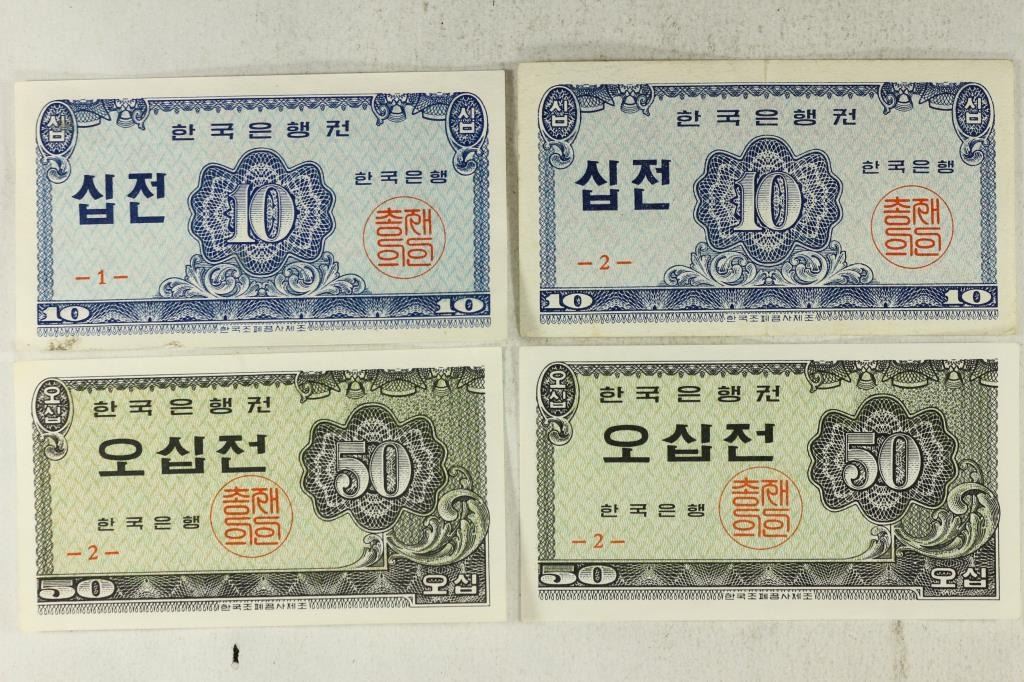 한국은행권
십 십
십전
10
한국은행
총재의인
-1-
10 10
한국조폐공사제조
한국은행권
십 십
십전
10
한국은행
총재의인
-2-
10 10
한국조폐공사제조
오십
한국은행권
오십전
50
한국은행
총재의인
-2-
50 오십
한국조폐공사제조
오십
한국은행권
오십전
50
한국은행
총재의인
-2-
50 오십
한국조폐공사제조